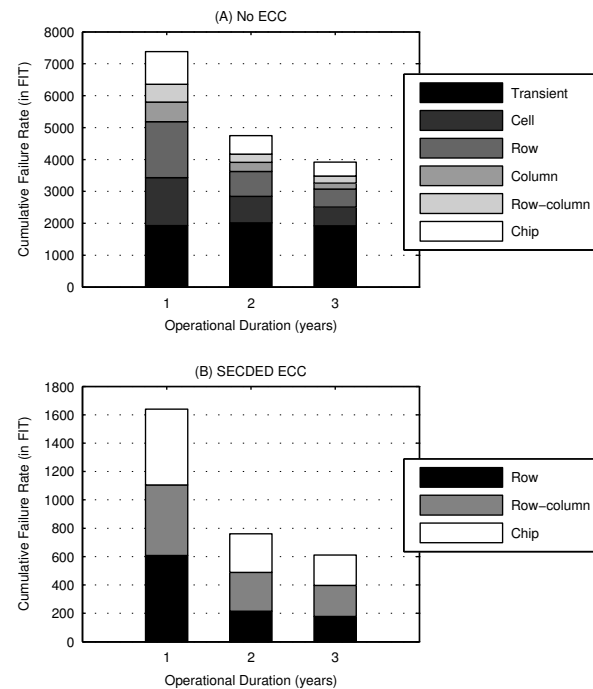 (A) No ECC
8000
7000
6000
5000
4000
3000
2000
1000
0
Cumulative Failure Rate (in FIT)
1 2 3
Operational Duration (years)
Transient
Cell
Row
Column
Row−column
Chip
(B) SECDED ECC
1800
1600
1400
1200
1000
800
600
400
200
0
Cumulative Failure Rate (in FIT)
1 2 3
Operational Duration (years)
Row
Row−column
Chip